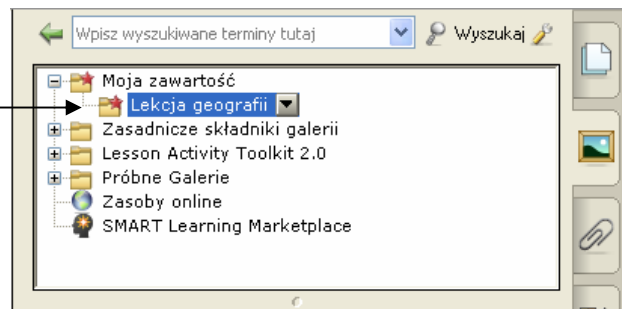 Wpisz wyszukiwane terminy tutaj Wyszukaj
Moja zawartość
Lekcja geografii
Zasadnicze składniki galerii
Lesson Activity Toolkit 2.0
Próbne Galerie
Zasoby online
SMART Learning Marketplace